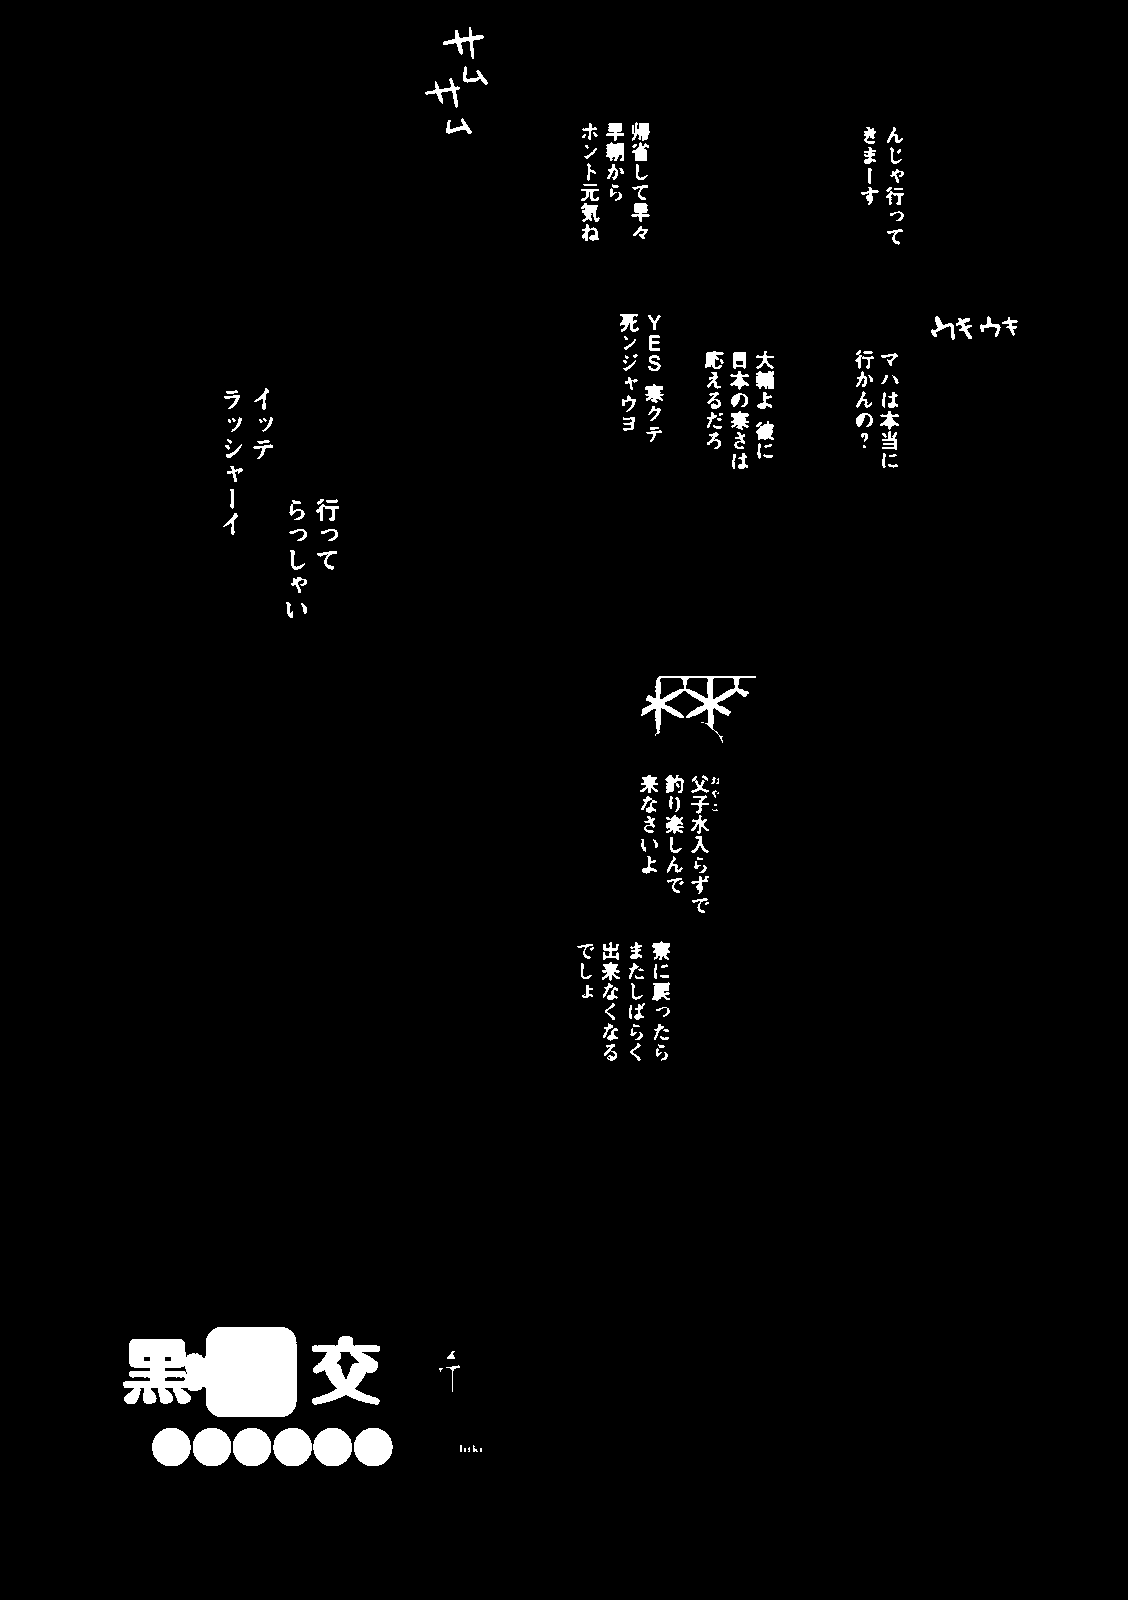 んじゃ行って
きまーす
ウキウキ
マハは本当に
行かんの?
大輔よ 彼に
日本の寒さは
応えるだろ
YES 寒クテ
死ンジャウヨ
帰省して早々
早朝から
ホント元気ね
サム
サム
行って
らっしゃい
イッテ
ラッシャーイ
父子水入らずで
おやこ
釣り楽しんで
来なさいよ
寮に戻ったら
またしばらく
出来なくなる
でしょ
黒
交